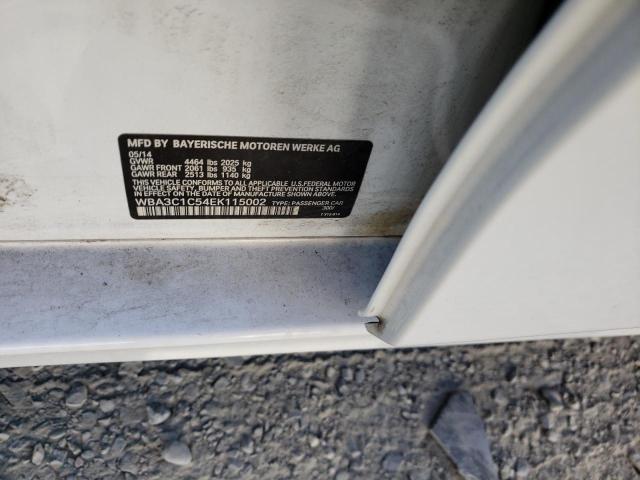 MFD BY BAYERISCHE MOTOREN WERKE AG
05/14
GVWR 4464 lbs 2025 kg
GAWR FRONT 2061 lbs 935 kg
GAWR REAR 2513 lbs 1140 kg
THIS VEHICLE CONFORMS TO ALL APPLICABLE U.S.FEDERAL MOTOR
VEHICLE SAFETY, BUMPER AND THEFT PREVENTION STANDARDS
IN EFFECT ON THE DATE OF MANUFACTURE SHOWN ABOVE.
WBA3C1C54EK115002 TYPE: PASSENGER CAR
300/